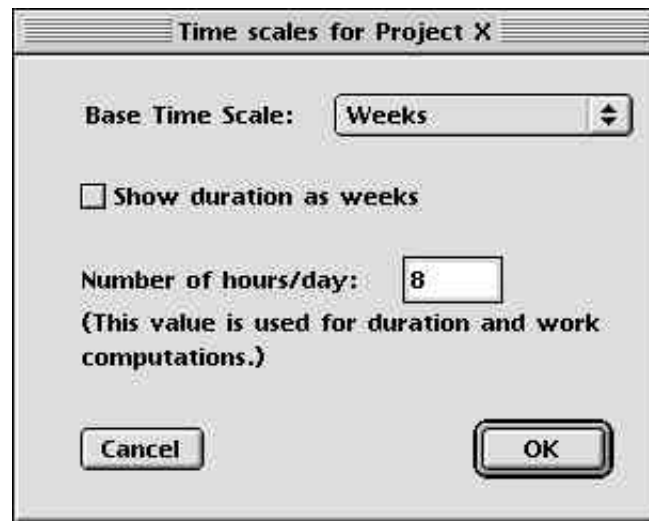 Time scales for Project X
Base Time Scale: Weeks
Show duration as weeks
Number of hours/day: 8
(This value is used for duration and work
computations.)
Cancel OK